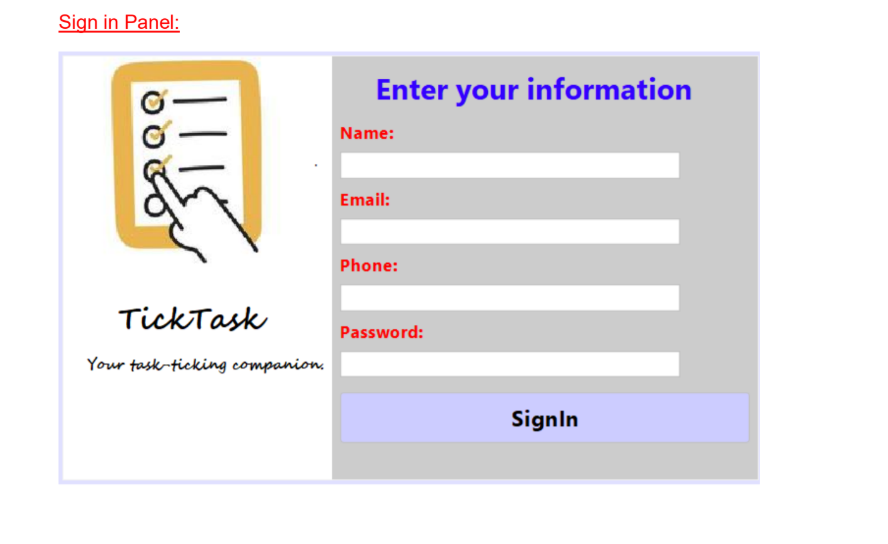 Sign in Panel:
TickTask
Your task-ticking companion.
Enter your information
Name:
Email:
Phone:
Password:
SignIn